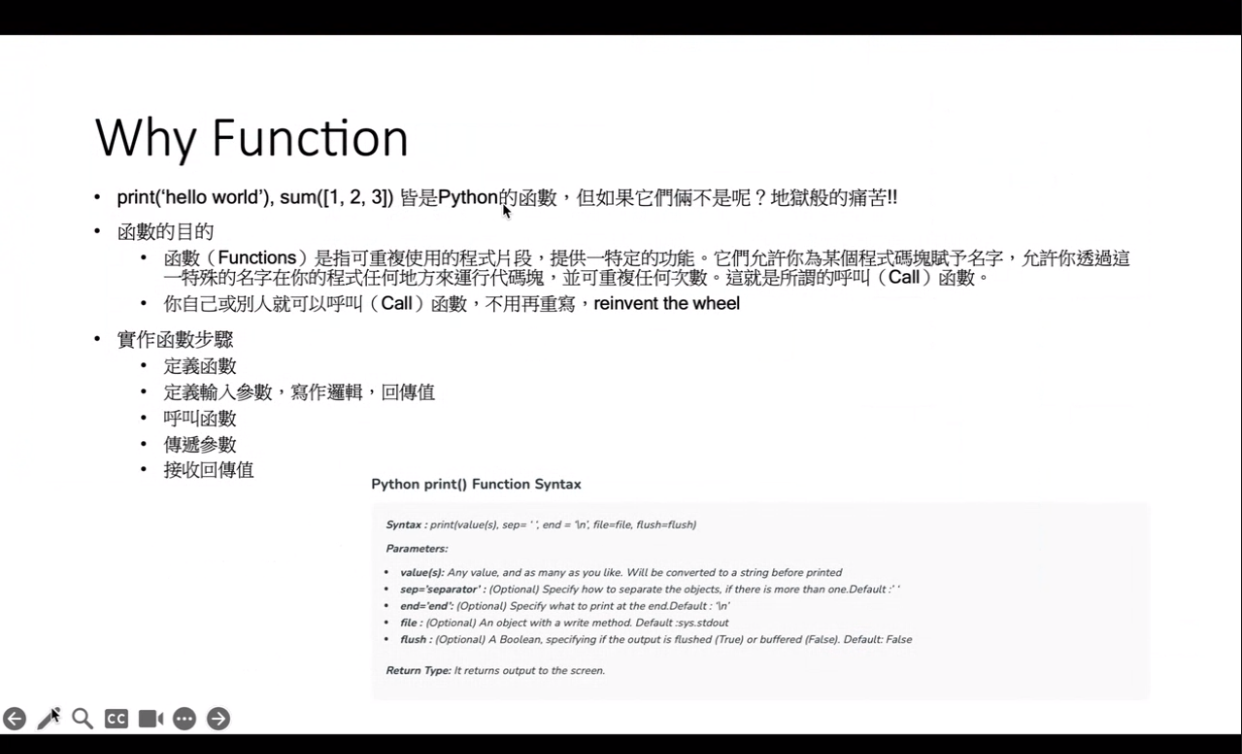 Why Function
• print(‘hello world’), sum([1, 2, 3]) 皆是Python的函數，但如果它們倆不是呢？地獄般的痛苦!!
• 函數的目的
• 函數（Functions）是指可重複使用的程式片段，提供一特定的功能。它們允許你為某個程式碼塊賦予名字，允許你透過這
一特殊的名字在你的程式任何地方來運行代碼塊，並可重複任何次數。這就是所謂的呼叫（Call）函數。
• 你自己或別人就可以呼叫（Call）函數，不用再重寫，reinvent the wheel
• 實作函數步驟
• 定義函數
• 定義輸入參數，寫作邏輯，回傳值
• 呼叫函數
• 傳遞參數
• 接收回傳值
Python print() Function Syntax
Syntax : print(value(s), sep= ‘ ‘, end = ‘\n’, file=file, flush=flush)
Parameters:
• value(s): Any value, and as many as you like. Will be converted to a string before printed
• sep=’separator’ : (Optional) Specify how to separate the objects, if there is more than one.Default :’ ‘
• end=’end’: (Optional) Specify what to print at the end.Default : ‘\n’
• file : (Optional) An object with a write method. Default :sys.stdout
• flush : (Optional) A Boolean, specifying if the output is flushed (True) or buffered (False). Default: False
Return Type: It returns output to the screen.
CC